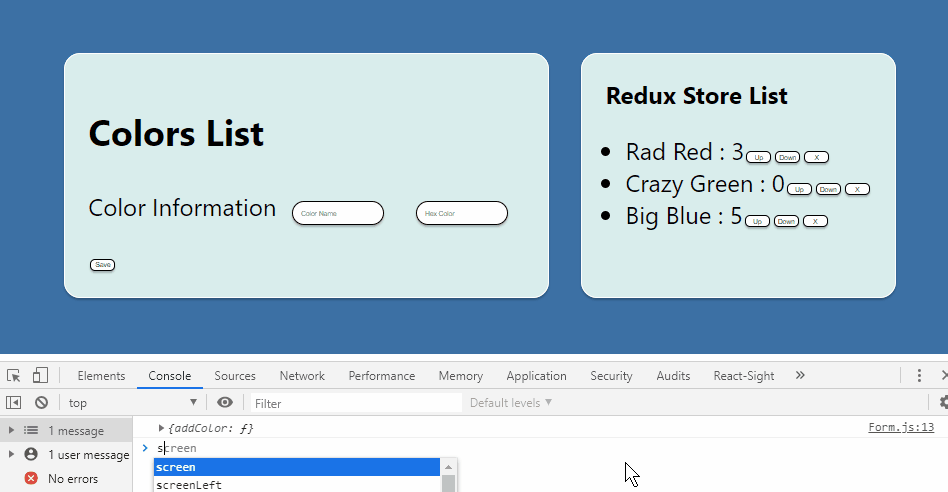 Colors List
Color Information
Color Name
Hex Color
Save
Redux Store List
Rad Red : 3 Up Down X
Crazy Green : 0 Up Down X
Big Blue : 5 Up Down X
Elements Console Sources Network Performance Memory Application Security Audits React-Sight »
top Filter Default levels
1 message
1 user message
No errors
{addColor: ƒ} Form.js:13
screen
screen
screenLeft